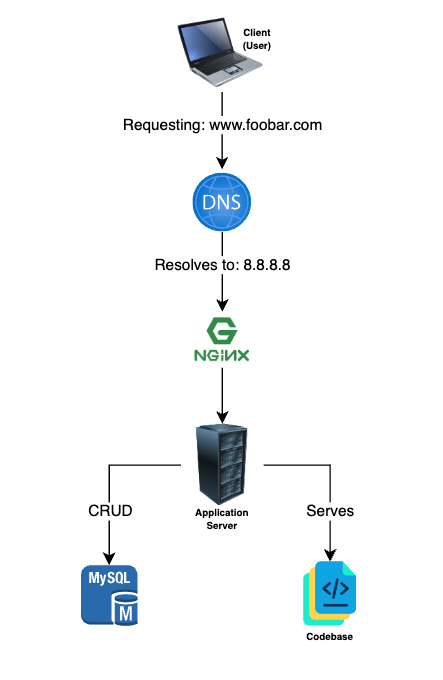 Client
(User)
Requesting: www.foobar.com
DNS
Resolves to: 8.8.8.8
G
NGINX
Application
Server
CRUD
Serves
MySQL
M
</>
Codebase